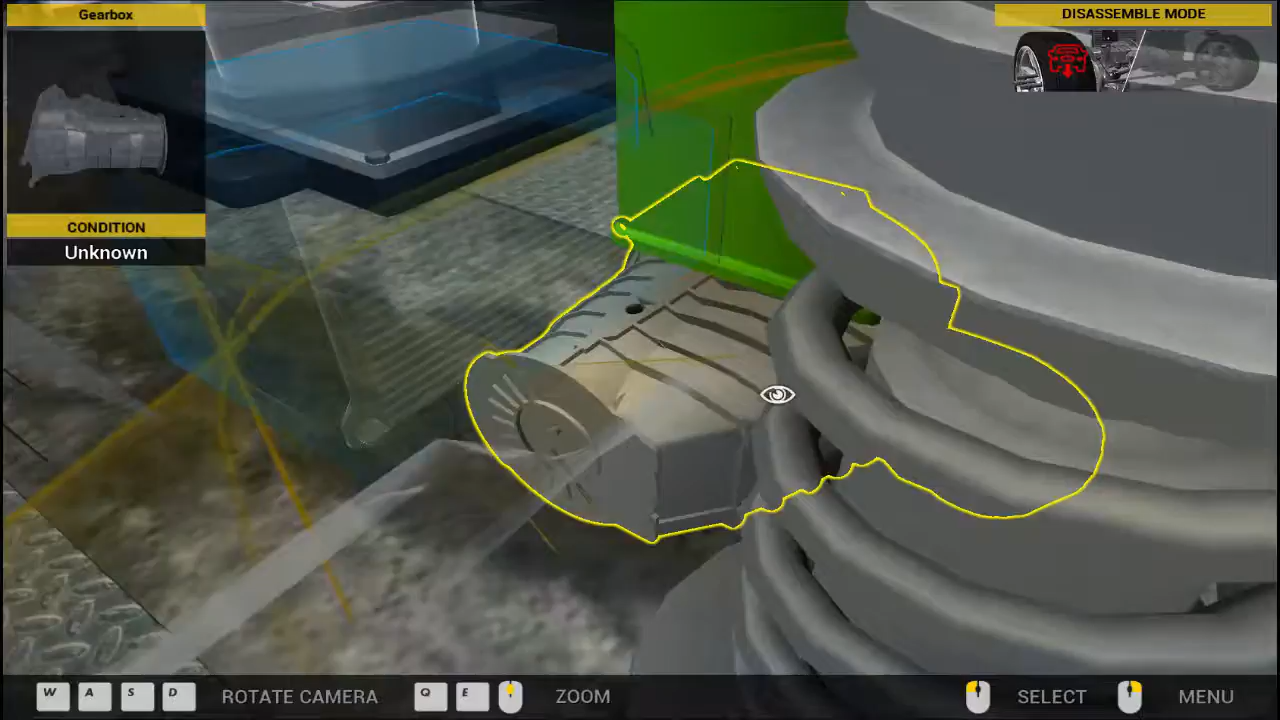 Gearbox
DISASSEMBLE MODE
CONDITION
Unknown
W A S D ROTATE CAMERA Q E ZOOM SELECT MENU